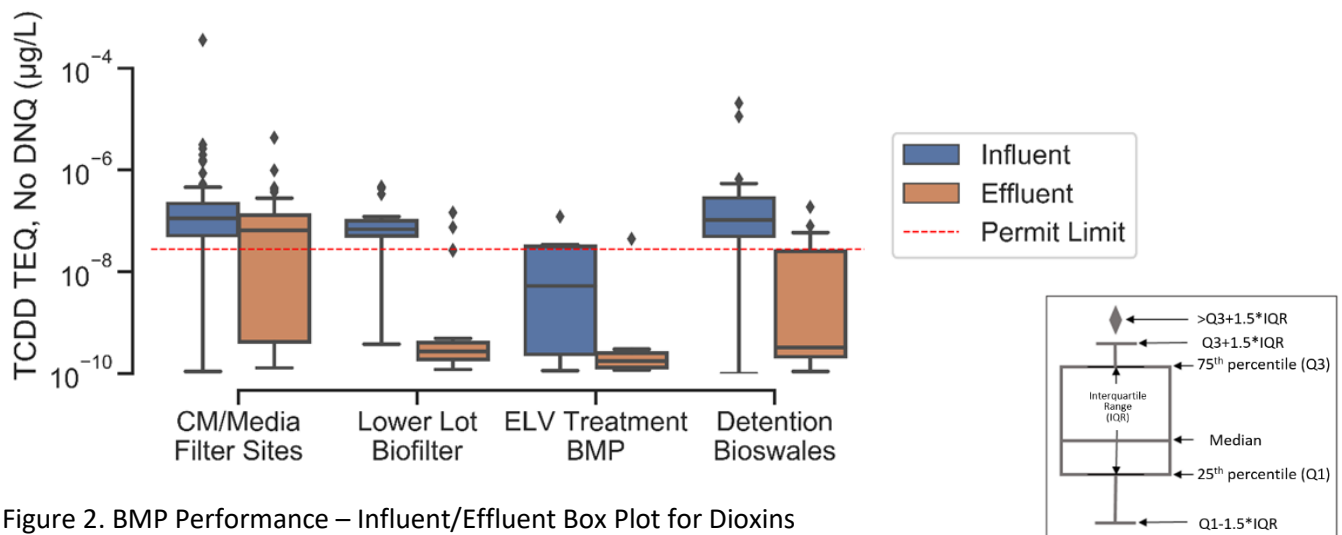 TCDD TEQ, No DNQ (µg/L)
10⁻⁴
10⁻⁶
10⁻⁸
10⁻¹⁰
CM/Media
Filter Sites
Lower Lot
Biofilter
ELV Treatment
BMP
Detention
Bioswales
Influent
Effluent
Permit Limit
>Q3+1.5*IQR
Q3+1.5*IQR
75th percentile (Q3)
Interquartile
Range
(IQR)
Median
25th percentile (Q1)
Q1-1.5*IQR
Figure 2. BMP Performance – Influent/Effluent Box Plot for Dioxins